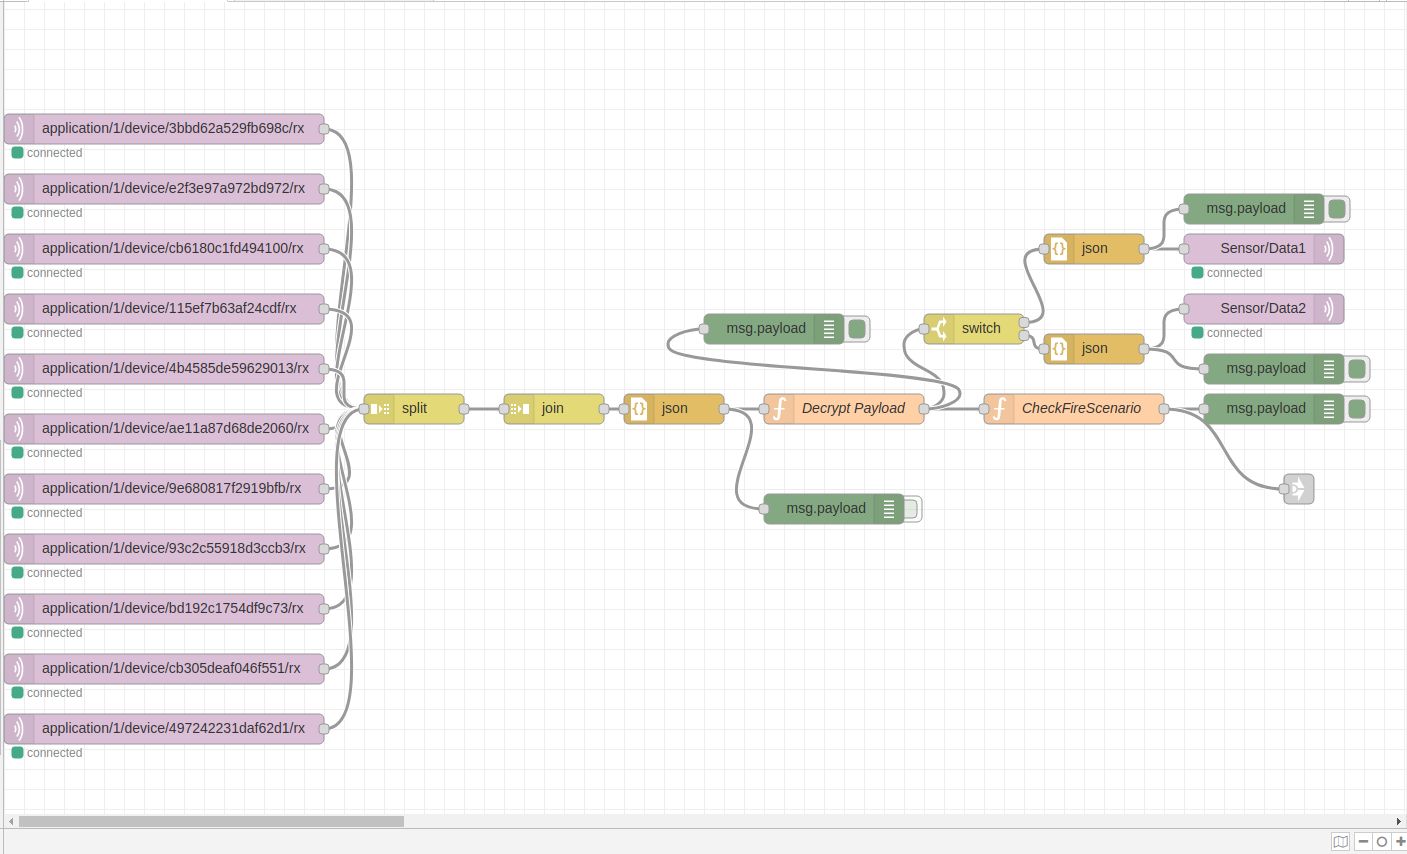 application/1/device/3bbd62a529fb698c/rx
connected
application/1/device/e2f3e97a972bd972/rx
connected
application/1/device/cb6180c1fd494100/rx
connected
application/1/device/115ef7b63af24cdf/rx
connected
application/1/device/4b4585de59629013/rx
connected
application/1/device/ae11a87d68de2060/rx
connected
application/1/device/9e680817f2919bfb/rx
connected
application/1/device/93c2c55918d3ccb3/rx
connected
application/1/device/bd192c1754df9c73/rx
connected
application/1/device/cb305deaf046f551/rx
connected
application/1/device/497242231daf62d1/rx
connected
split
join
json
msg.payload
Decrypt Payload
msg.payload
switch
CheckFireScenario
json
json
msg.payload
Sensor/Data1
connected
Sensor/Data2
connected
msg.payload
msg.payload